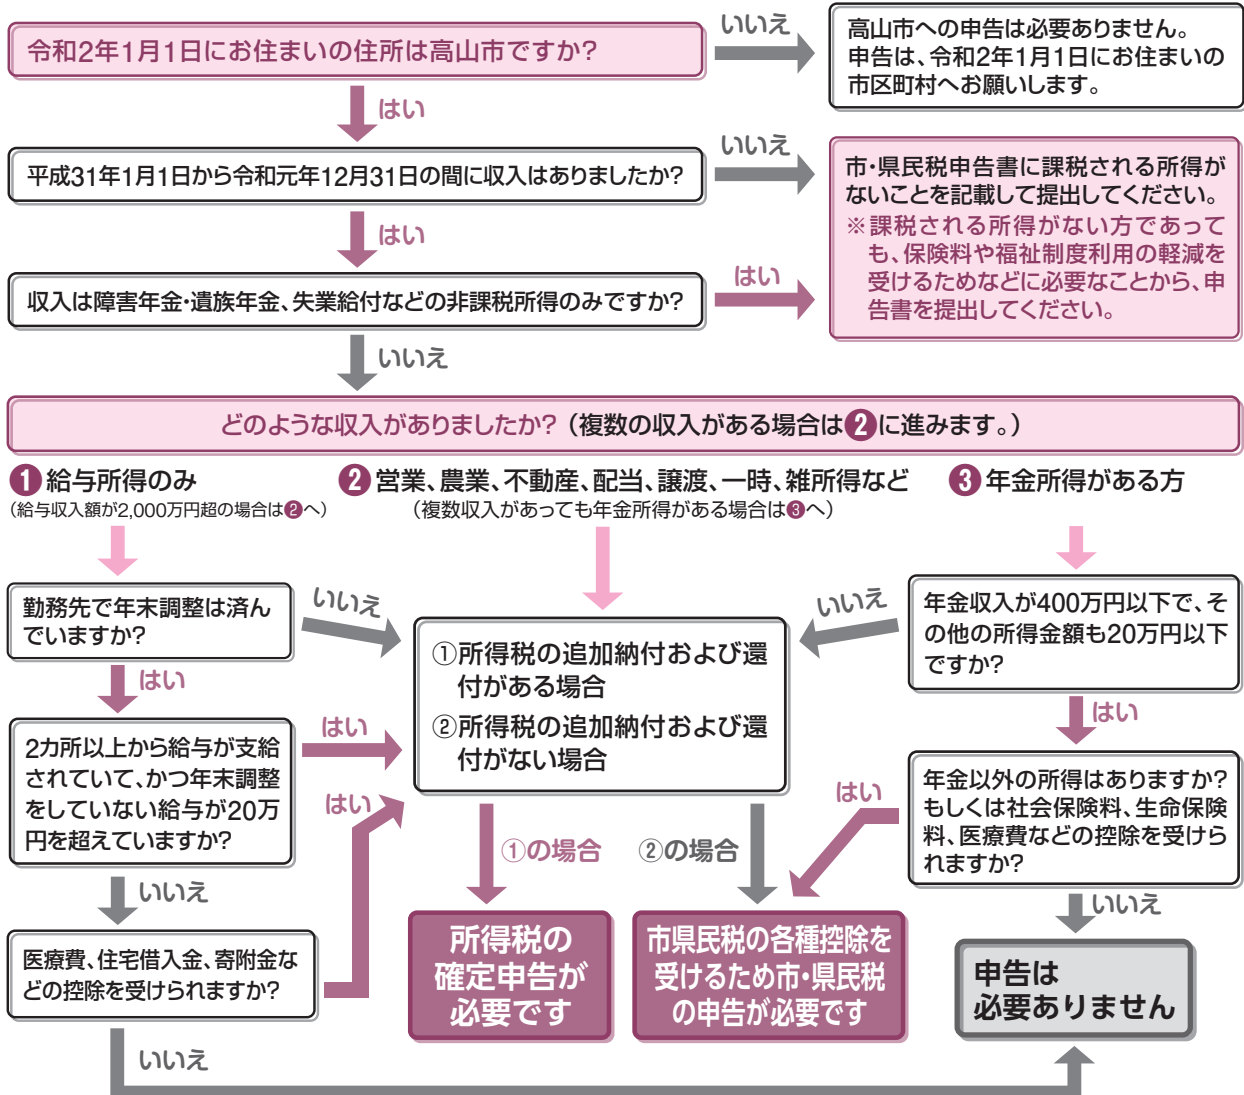 令和2年1月1日にお住まいの住所は高山市ですか?
いいえ
高山市への申告は必要ありません。
申告は、令和2年1月1日にお住まいの
市区町村へお願いします。
はい
平成31年1月1日から令和元年12月31日の間に収入はありましたか?
いいえ
市・県民税申告書に課税される所得が
ないことを記載して提出してください。
※課税される所得がない方であって
も、保険料や福祉制度利用の軽減を
受けるためなどに必要なことから、申
告書を提出してください。
はい
収入は障害年金・遺族年金、失業給付などの非課税所得のみですか?
はい
いいえ
どのような収入がありましたか?(複数の収入がある場合は❷に進みます。)
❶給与所得のみ
(給与収入額が2,000万円超の場合は❷へ)
❷営業、農業、不動産、配当、譲渡、一時、雑所得など
(複数収入があっても年金所得がある場合は❸へ)
❸年金所得がある方
勤務先で年末調整は済ん
でいますか?
いいえ
はい
2カ所以上から給与が支給
されていて、かつ年末調整
をしていない給与が20万
円を超えていますか?
はい
いいえ
医療費、住宅借入金、寄附金な
どの控除を受けられますか?
はい
いいえ
①所得税の追加納付および還
付がある場合
②所得税の追加納付および還
付がない場合
①の場合
②の場合
所得税の
確定申告が
必要です
市県民税の各種控除を
受けるため市・県民税
の申告が必要です
年金収入が400万円以下で、そ
の他の所得金額も20万円以下
ですか?
いいえ
はい
年金以外の所得はありますか?
もしくは社会保険料、生命保険
料、医療費などの控除を受けら
れますか?
はい
いいえ
申告は
必要ありません